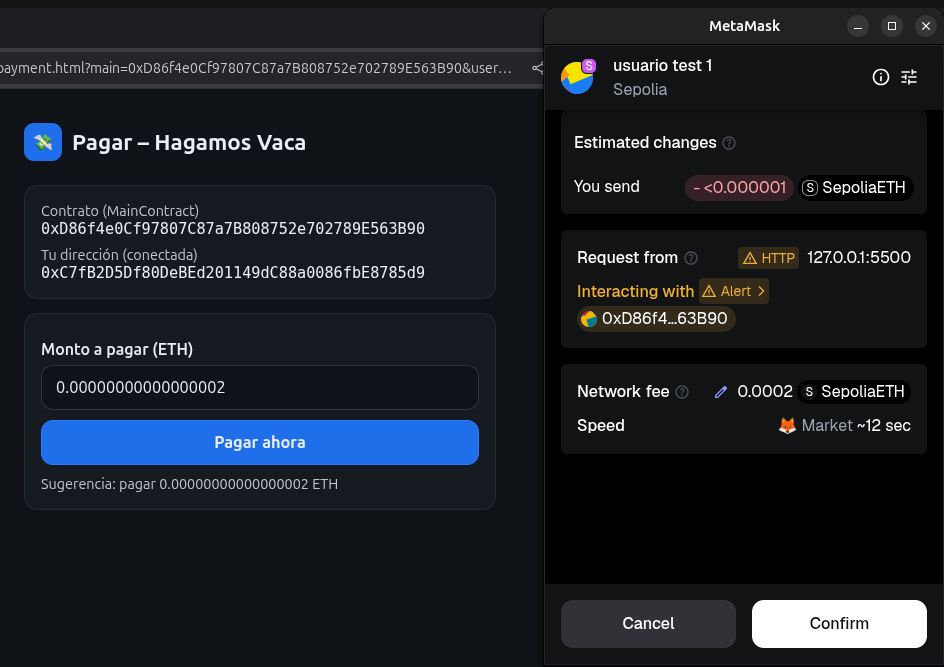 payment.html?main=0xD86f4e0Cf97807C87a7B808752e702789E563B90&user...
Pagar – Hagamos Vaca
Contrato (MainContract)
0xD86f4e0Cf97807C87a7B808752e702789E563B90
Tu dirección (conectada)
0xC7fB2D5Df80DeBEd201149dC88a0086fbE8785d9
Monto a pagar (ETH)
0.00000000000000002
Pagar ahora
Sugerencia: pagar 0.00000000000000002 ETH
MetaMask
S
usuario test 1
Sepolia
Estimated changes ?
You send - <0.000001 S SepoliaETH
Request from ? HTTP 127.0.0.1:5500
Interacting with Alert >
0xD86f4...63B90
Network fee ? 0.0002 S SepoliaETH
Speed Market ~12 sec
Cancel Confirm